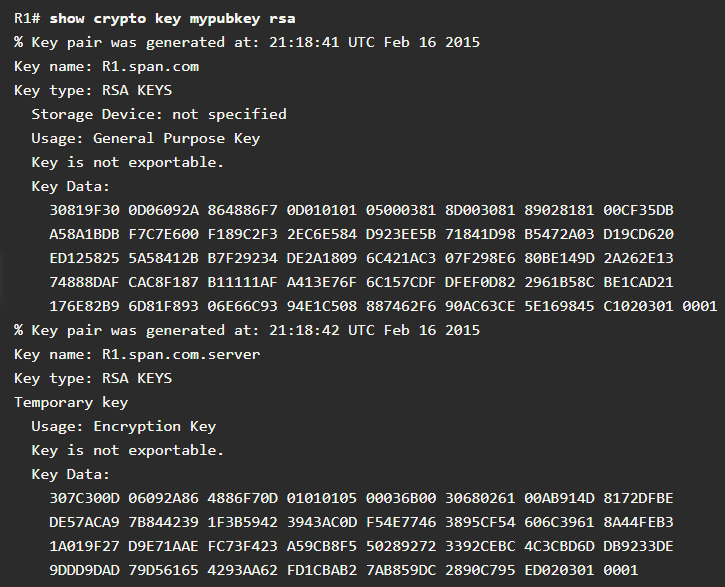 R1# show crypto key mypubkey rsa
% Key pair was generated at: 21:18:41 UTC Feb 16 2015
Key name: R1.span.com
Key type: RSA KEYS
Storage Device: not specified
Usage: General Purpose Key
Key is not exportable.
Key Data:
30819F30 0D06092A 864886F7 0D010101 05000381 8D003081 89028181 00CF35DB
A58A1BDB F7C7E600 F189C2F3 2EC6E584 D923EE5B 71841D98 B5472A03 D19CD620
ED125825 5A58412B B7F29234 DE2A1809 6C421AC3 07F298E6 80BE149D 2A262E13
74888DAF CAC8F187 B11111AF A413E76F 6C157CDF DFEF0D82 2961B58C BE1CAD21
176E82B9 6D81F893 06E66C93 94E1C508 887462F6 90AC63CE 5E169845 C1020301 0001
% Key pair was generated at: 21:18:42 UTC Feb 16 2015
Key name: R1.span.com.server
Key type: RSA KEYS
Temporary key
Usage: Encryption Key
Key is not exportable.
Key Data:
307C300D 06092A86 4886F70D 01010105 00036B00 30680261 00AB914D 8172DFBE
DE57ACA9 7B844239 1F3B5942 3943AC0D F54E7746 3895CF54 606C3961 8A44FEB3
1A019F27 D9E71AAE FC73F423 A59CB8F5 50289272 3392CEBC 4C3CBD6D DB9233DE
9DDD9DAD 79D56165 4293AA62 FD1CBAB2 7AB859DC 2890C795 ED020301 0001